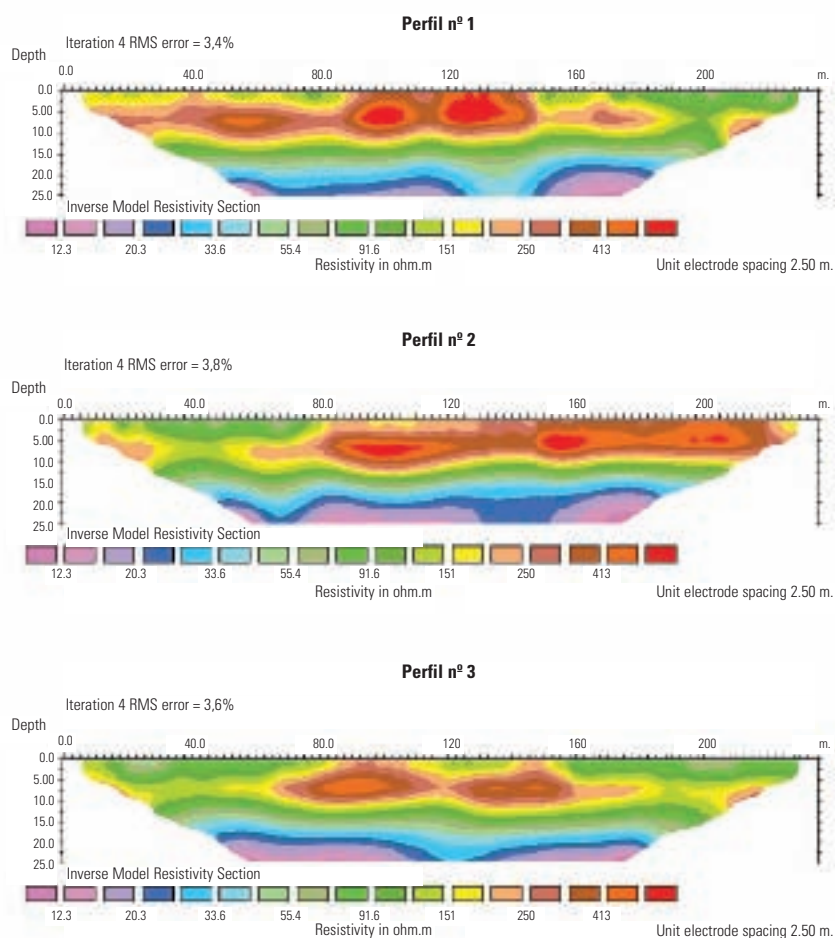 Perfil nº 1
Iteration 4 RMS error = 3,4%
Depth
0.0 40.0 80.0 120 160 200 m.
0.0
5.00
10.0
15.0
20.0
25.0
Inverse Model Resistivity Section
12.3 20.3 33.6 55.4 91.6 151 250 413
Resistivity in ohm.m Unit electrode spacing 2.50 m.
Perfil nº 2
Iteration 4 RMS error = 3,8%
Depth
0.0 40.0 80.0 120 160 200 m.
0.0
5.00
10.0
15.0
20.0
25.0
Inverse Model Resistivity Section
12.3 20.3 33.6 55.4 91.6 151 250 413
Resistivity in ohm.m Unit electrode spacing 2.50 m.
Perfil nº 3
Iteration 4 RMS error = 3,6%
Depth
0.0 40.0 80.0 120 160 200 m.
0.0
5.00
10.0
15.0
20.0
25.0
Inverse Model Resistivity Section
12.3 20.3 33.6 55.4 91.6 151 250 413
Resistivity in ohm.m Unit electrode spacing 2.50 m.